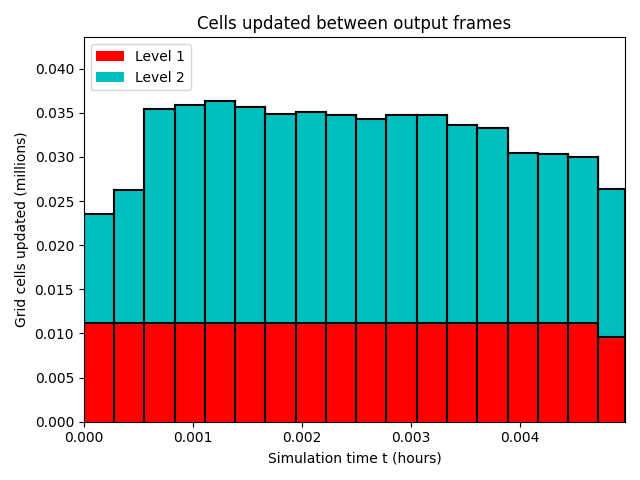 Cells updated between output frames
Level 1
Level 2
Grid cells updated (millions)
0.040
0.035
0.030
0.025
0.020
0.015
0.010
0.005
0.000
0.000 0.001 0.002 0.003 0.004
Simulation time t (hours)